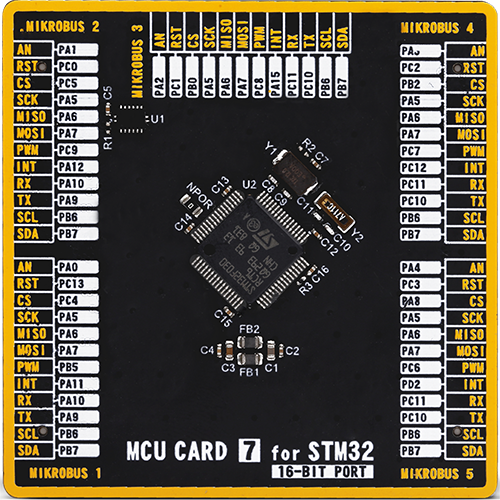 MIKROBUS 2
AN PA1
RST PC0
CS PC5
SCK PA5
MISO PA6
MOSI PA7
PWM PC9
INT PA12
RX PA10
TX PA9
SCL PB6
SDA PB7
MIKROBUS 3
AN RST CS SCK MISO MOSI PWM INT RX TX SCL SDA
PA2 PC1 PB0 PA5 PA6 PA7 PC8 PA15 PC11 PC10 PB6 PB7
MIKROBUS 4
AN
PC2 RST
PB2 CS
PA5 SCK
PA6 MISO
PA7 MOSI
PC7 PWM
PC12 INT
PC11 RX
PC10 TX
PB6 SCL
PB7 SDA
C5
R1
U1
R2
C7
Y1
NPOR
R
C13
U2
C8
C9
C14
Y2
C10
C11
C12
R3
C16
C15
FB2
C4
C2
C3
FB1
C1
AN PA0
RST PC13
CS PC4
SCK PA5
MISO PA6
MOSI PA7
PWM PB5
INT PA11
RX PA10
TX PA9
SCL PB6
SDA PB7
MIKROBUS 1
PA4 AN
PC3 RST
PA8 CS
PA5 SCK
PA6 MISO
PA7 MOSI
PC6 PWM
PD2 INT
PC11 RX
PC10 TX
PB6 SCL
PB7 SDA
MIKROBUS 5
MCU CARD 7 for STM32
16-BIT PORT